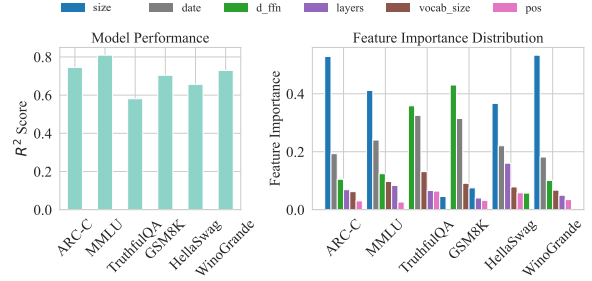 size date d_ffn layers vocab_size pos
Model Performance
R² Score
0.8
0.6
0.4
0.2
0.0
ARC-C
MMLU
TruthfulQA
GSM8K
HellaSwag
WinoGrande
Feature Importance Distribution
Feature Importance
0.4
0.2
0.0
ARC-C
MMLU
TruthfulQA
GSM8K
HellaSwag
WinoGrande